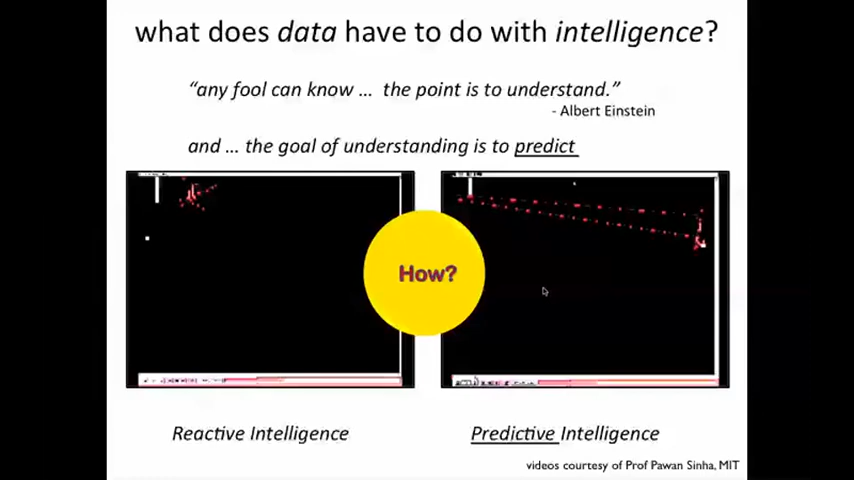 what does data have to do with intelligence?
“any fool can know ... the point is to understand.”
- Albert Einstein
and ... the goal of understanding is to predict
How?
Reactive Intelligence
Predictive Intelligence
videos courtesy of Prof Pawan Sinha, MIT